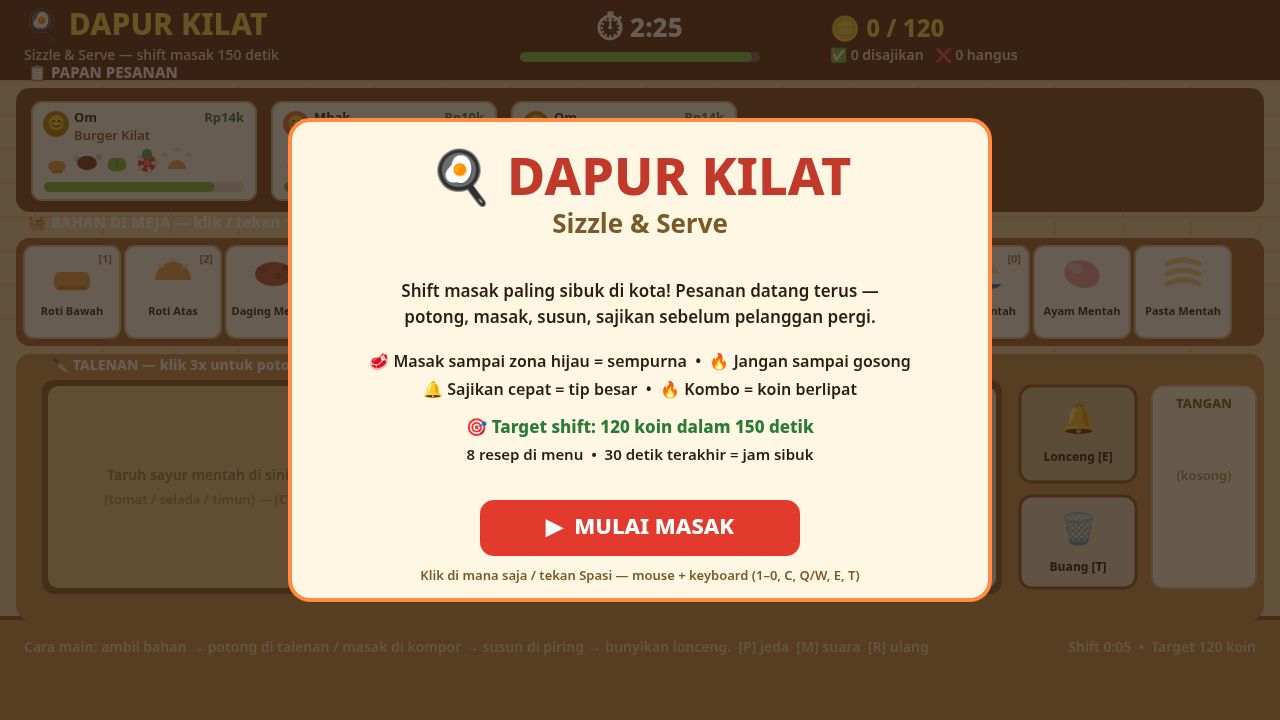 DAPUR KILAT
Sizzle & Serve — shift masak 150 detik
2:25
0 / 120
0 disajikan 0 hangus
PAPAN PESANAN
Om Rp14k
Burger Kilat
Mbak Rp10k
Om Rp14k
BAHAN DI MEJA — klik / tekan
[1]
Roti Bawah
[2]
Roti Atas
Daging
[0]
Ayam Mentah
Pasta Mentah
TALENAN — klik 3x untuk
Taruh sayur mentah di
(tomat / selada / timun) —
Lonceng [E]
Buang [T]
TANGAN
(kosong)
DAPUR KILAT
Sizzle & Serve
Shift masak paling sibuk di kota! Pesanan datang terus —
potong, masak, susun, sajikan sebelum pelanggan pergi.
Masak sampai zona hijau = sempurna • Jangan sampai gosong
Sajikan cepat = tip besar • Kombo = koin berlipat
Target shift: 120 koin dalam 150 detik
8 resep di menu • 30 detik terakhir = jam sibuk
▶ MULAI MASAK
Klik di mana saja / tekan Spasi — mouse + keyboard (1–0, C, Q/W, E, T)
Cara main: ambil bahan → potong di talenan / masak di kompor → susun di piring → bunyikan lonceng. [P] jeda [M] suara [R] ulang
Shift 0:05 • Target 120 koin